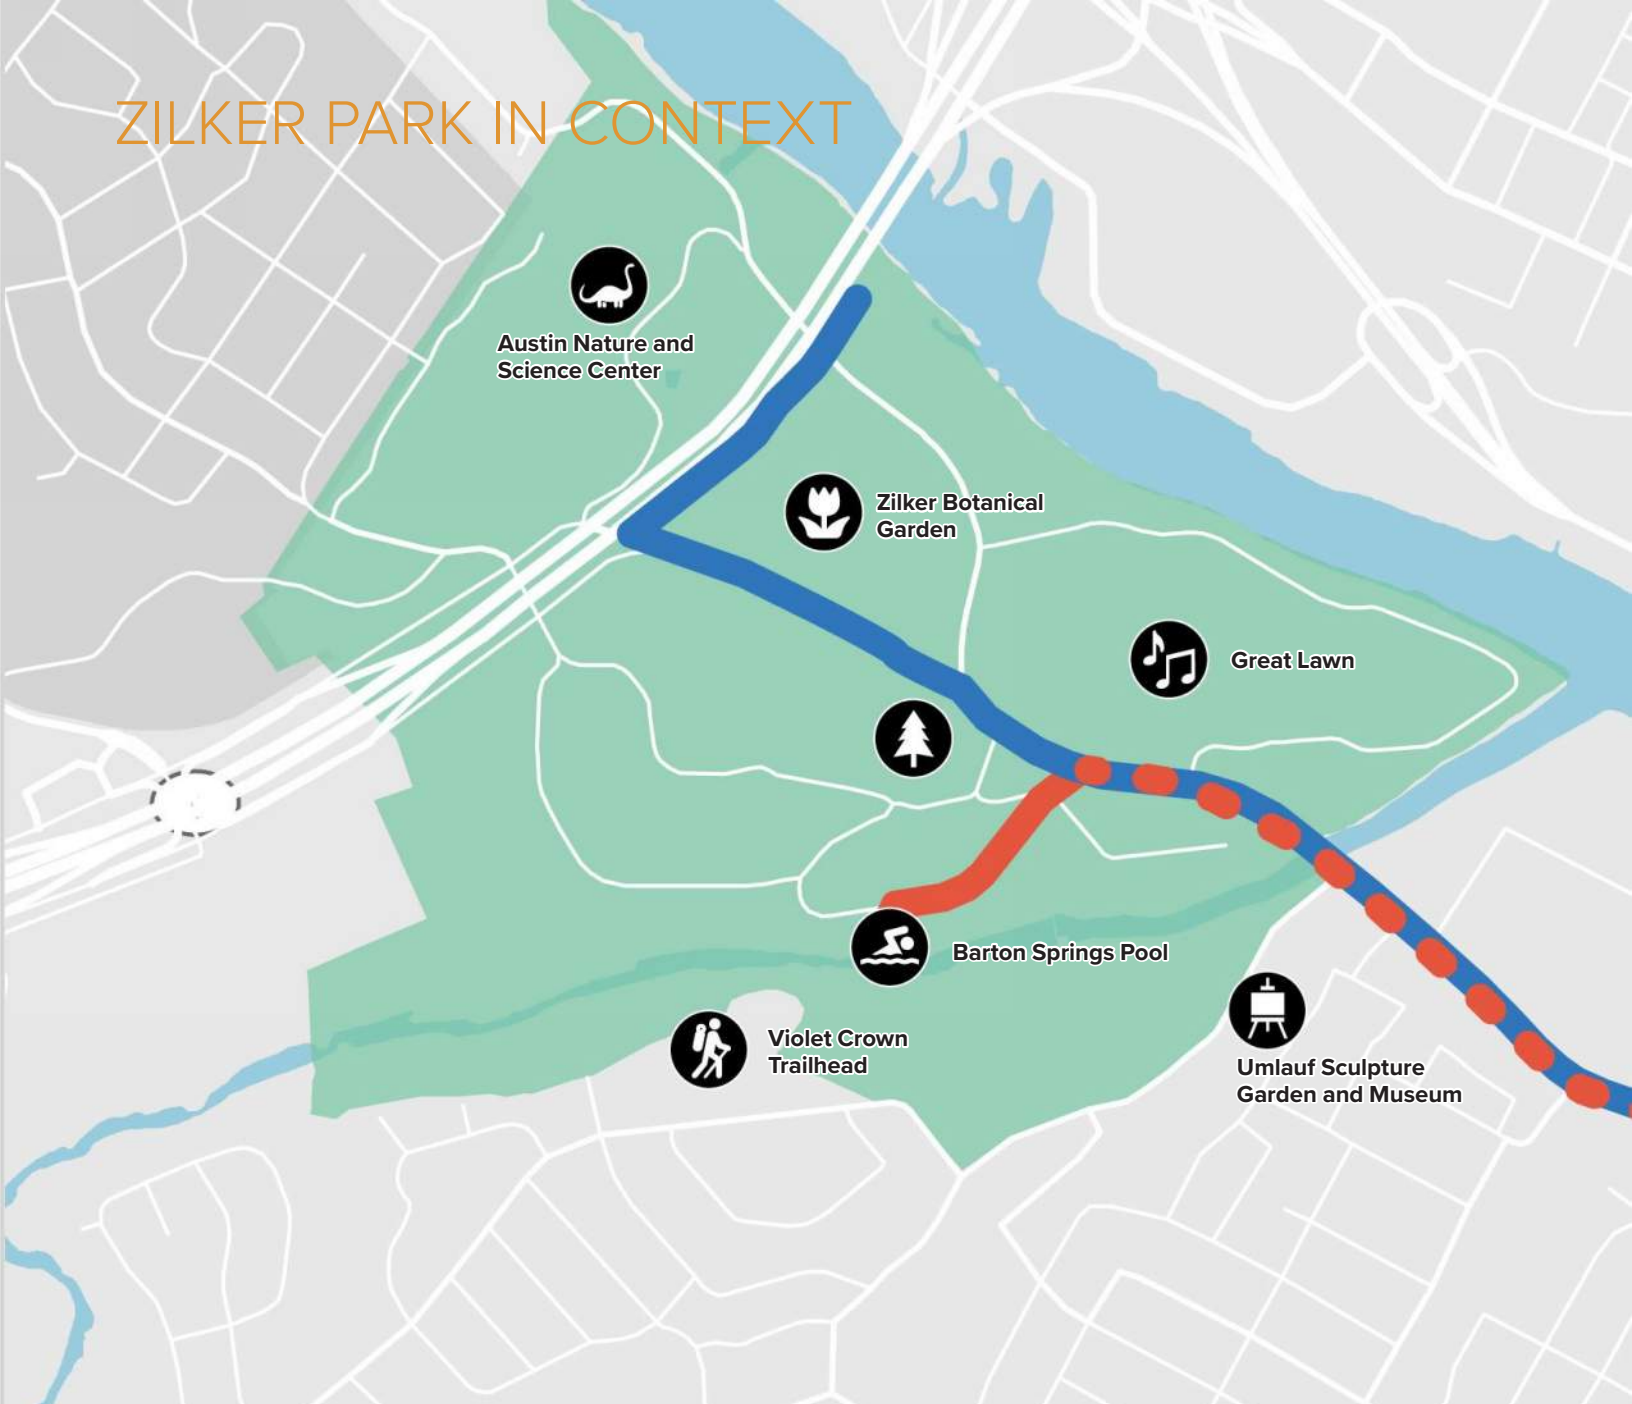 ZILKER PARK IN CONTEXT
Austin Nature and
Science Center
Zilker Botanical
Garden
Great Lawn
Barton Springs Pool
Violet Crown
Trailhead
Umlauf Sculpture
Garden and Museum